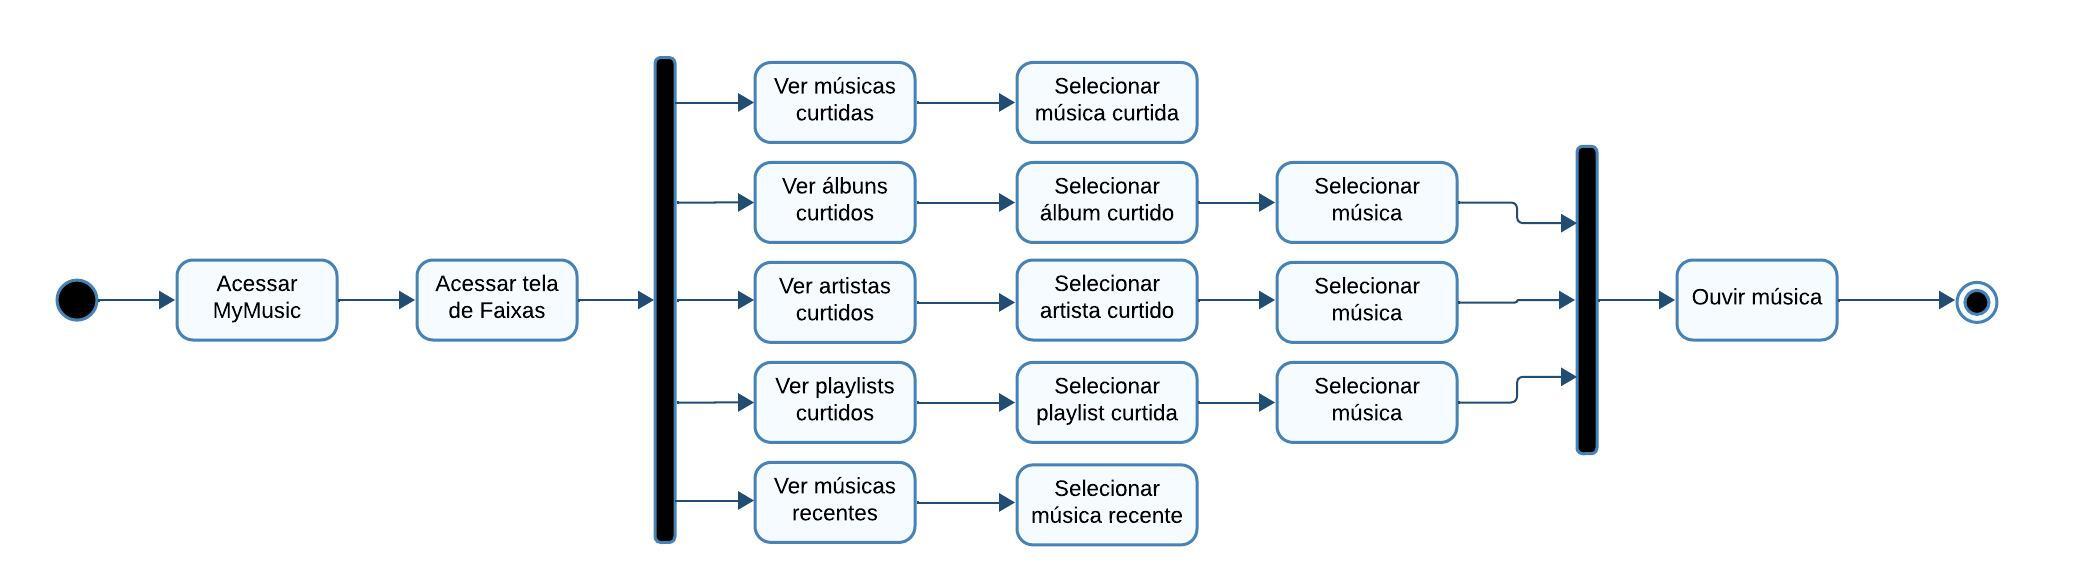 Acessar
MyMusic
Acessar tela
de Faixas
Ver músicas
curtidas
Selecionar
música curtida
Ver álbuns
curtidos
Selecionar
álbum curtido
Selecionar
música
Ver artistas
curtidos
Selecionar
artista curtido
Selecionar
música
Ver playlists
curtidos
Selecionar
playlist curtida
Selecionar
música
Ver músicas
recentes
Selecionar
música recente
Ouvir música